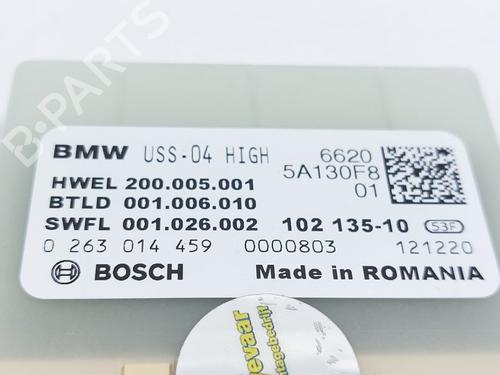 B-PARTS
BMW USS-04 HIGH 6620
5A130F8
01
HWEL 200.005.001
BTLD 001.006.010
SWFL 001.026.002 102 135-10 S3F
0 263 014 459 0000803 121220
BOSCH Made in ROMANIA